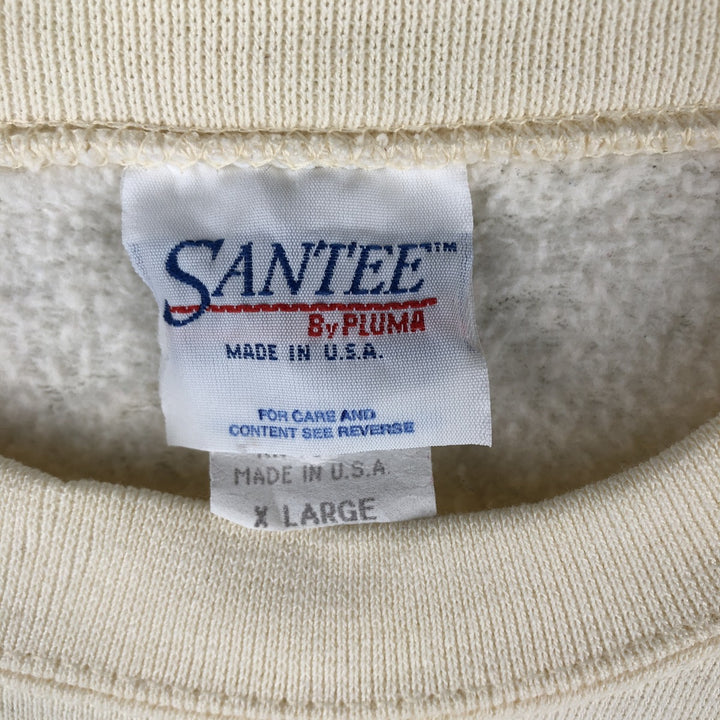 SANTEE™
By PLUMA
MADE IN U.S.A.
FOR CARE AND
CONTENT SEE REVERSE
MADE IN U.S.A.
X LARGE